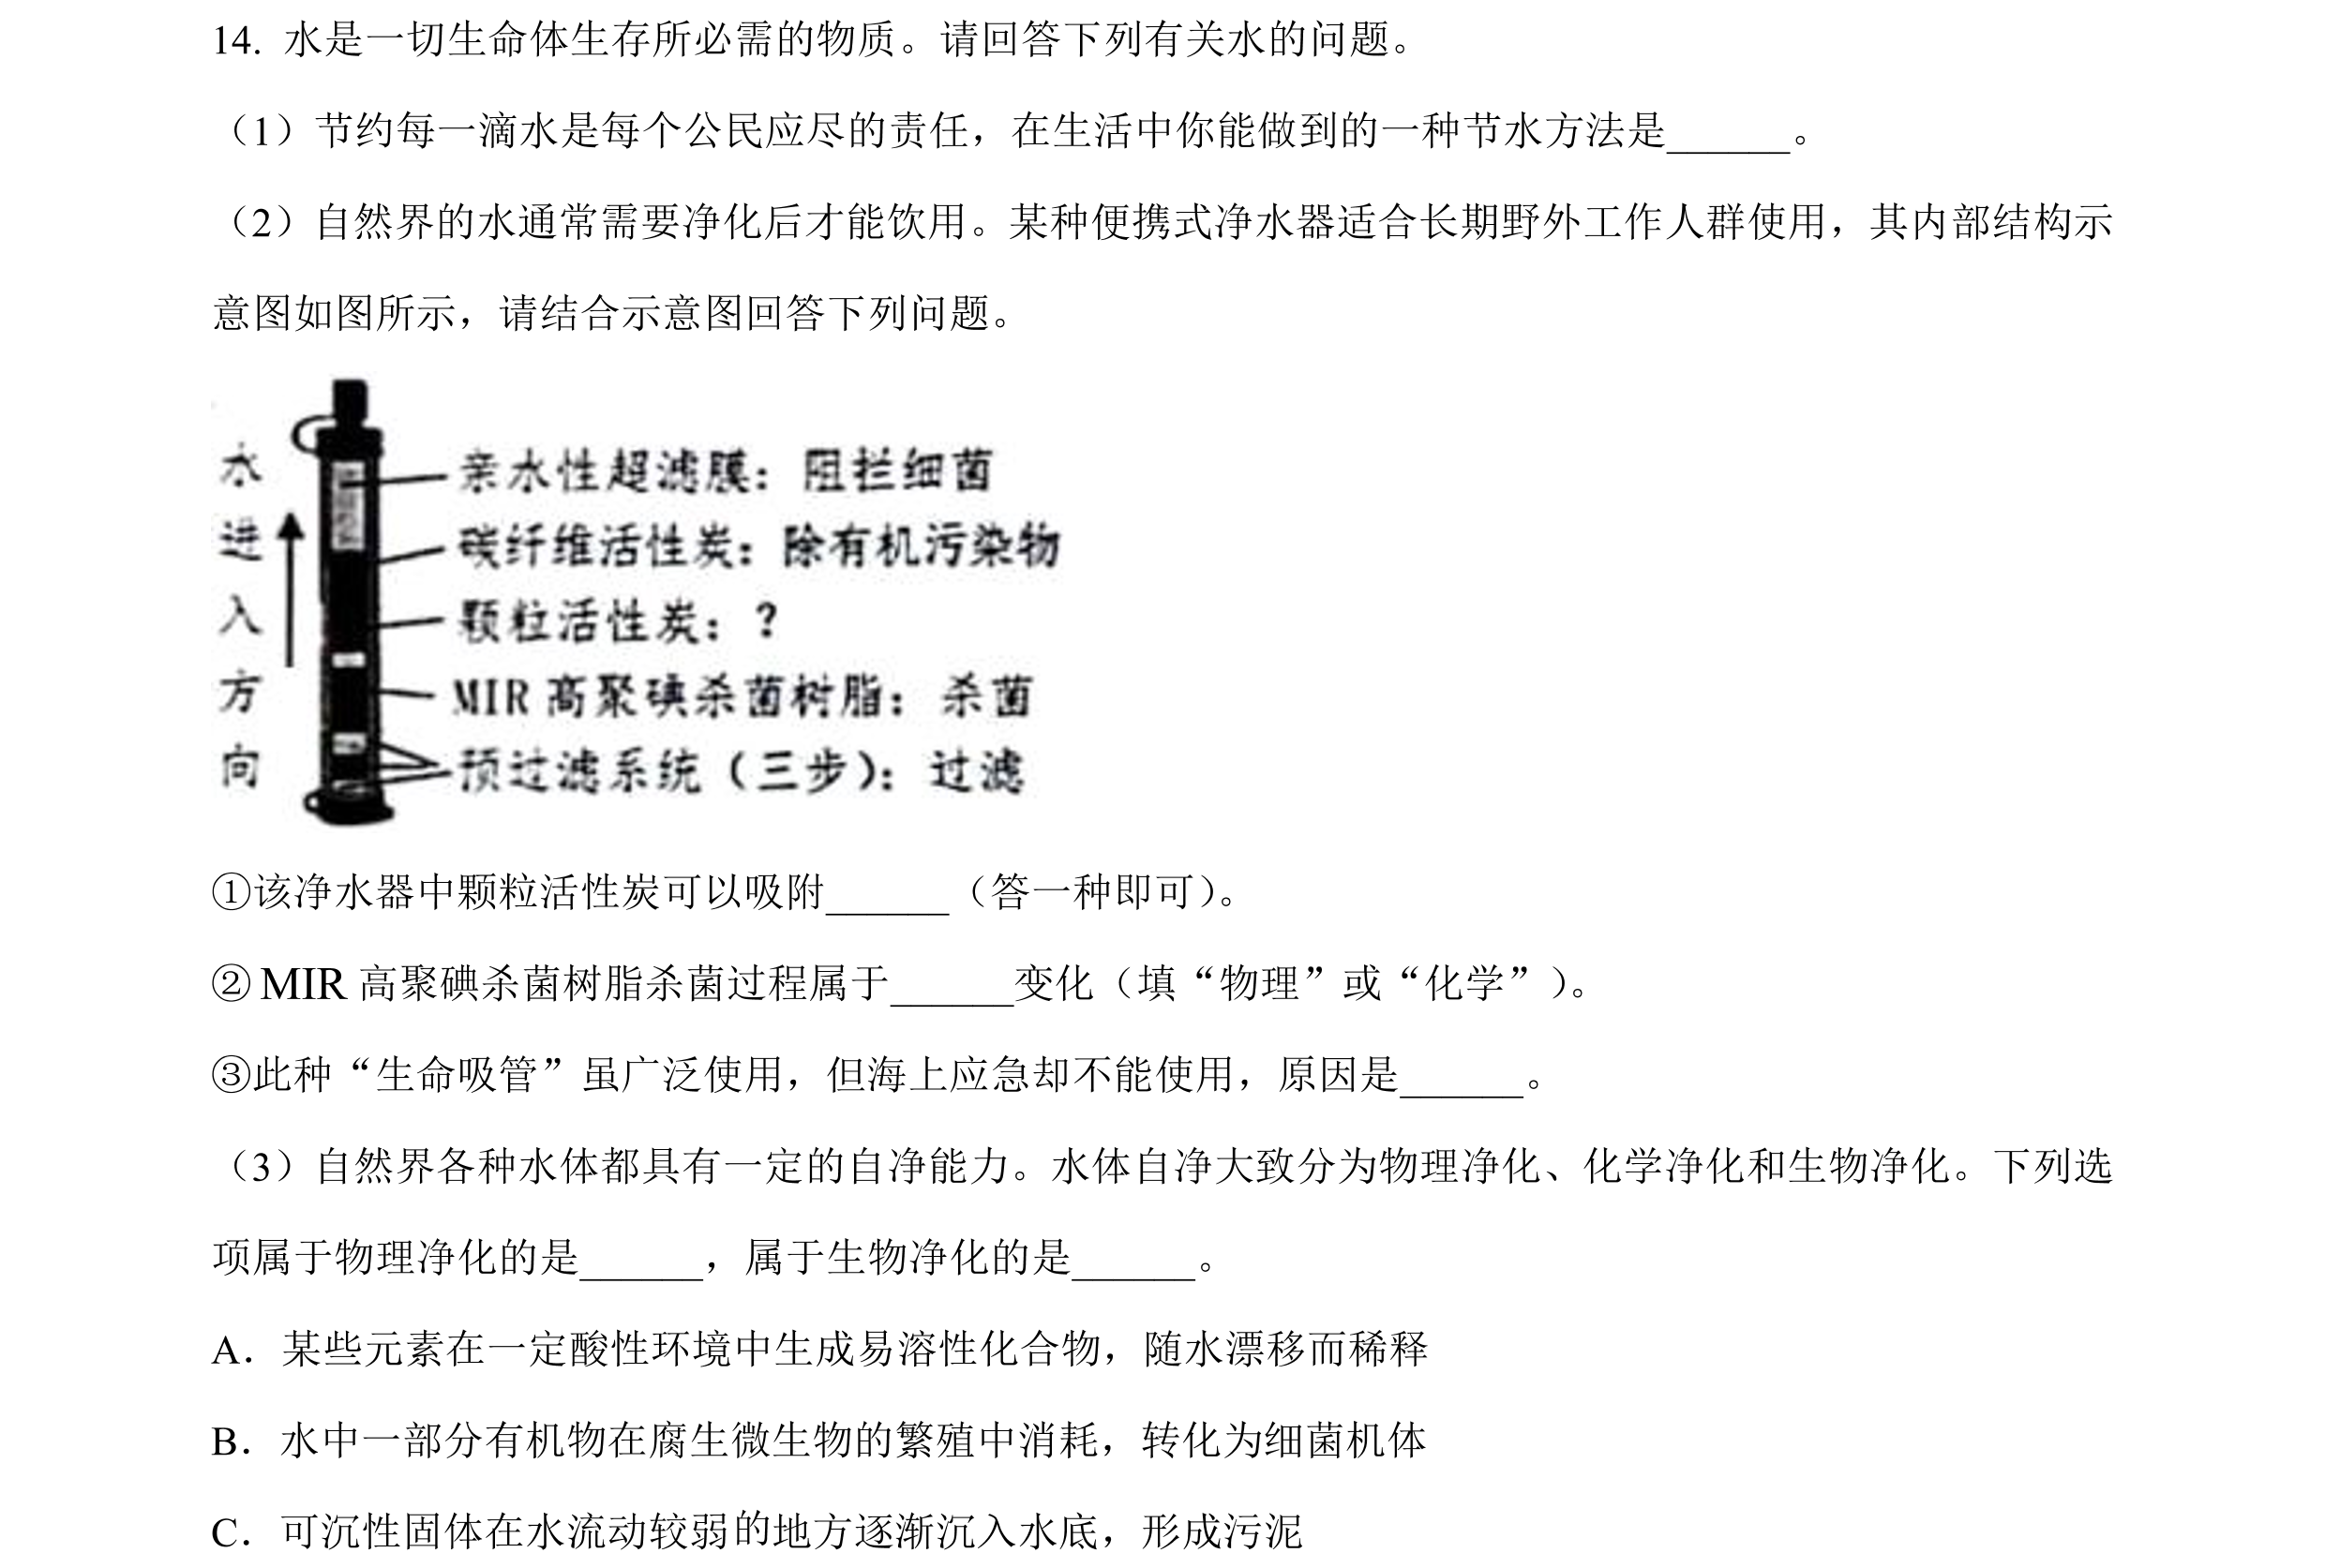 14. 水是一切生命体生存所必需的物质。请回答下列有关水的问题。
（1）节约每一滴水是每个公民应尽的责任，在生活中你能做到的一种节水方法是______。
（2）自然界的水通常需要净化后才能饮用。某种便携式净水器适合长期野外工作人群使用，其内部结构示
意图如图所示，请结合示意图回答下列问题。
水进入方向
亲水性超滤膜：阻拦细菌
碳纤维活性炭：除有机污染物
颗粒活性炭：？
MIR 高聚碘杀菌树脂：杀菌
预过滤系统（三步）：过滤
①该净水器中颗粒活性炭可以吸附______（答一种即可）。
②MIR 高聚碘杀菌树脂杀菌过程属于______变化（填“物理”或“化学”）。
③此种“生命吸管”虽广泛使用，但海上应急却不能使用，原因是______。
（3）自然界各种水体都具有一定的自净能力。水体自净大致分为物理净化、化学净化和生物净化。下列选
项属于物理净化的是______，属于生物净化的是______。
A．某些元素在一定酸性环境中生成易溶性化合物，随水漂移而稀释
B．水中一部分有机物在腐生微生物的繁殖中消耗，转化为细菌机体
C．可沉性固体在水流动较弱的地方逐渐沉入水底，形成污泥